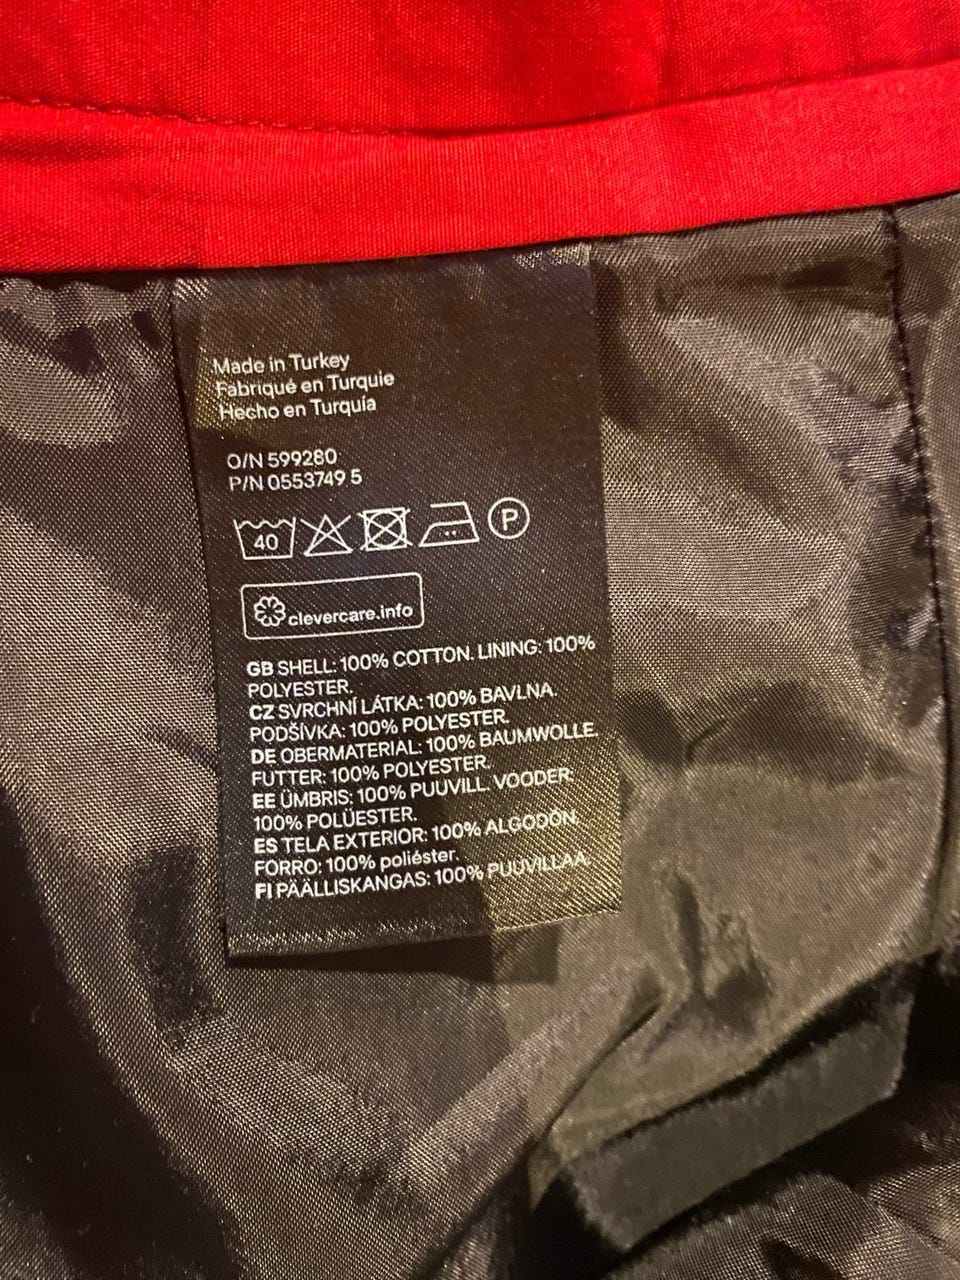 Made in Turkey
Fabriqué en Turquie
Hecho en Turquía
O/N 599280
P/N 0553749 5
40 P
clevercare.info
GB SHELL: 100% COTTON. LINING: 100%
POLYESTER.
CZ SVRCHNÍ LÁTKA: 100% BAVLNA.
PODŠÍVKA: 100% POLYESTER.
DE OBERMATERIAL: 100% BAUMWOLLE.
FUTTER: 100% POLYESTER.
EE ÜMBRIS: 100% PUUVILL. VOODER:
100% POLÜESTER.
ES TELA EXTERIOR: 100% ALGODÓN.
FORRO: 100% poliéster.
FI PÄÄLLISKANGAS: 100% PUUVILLAA.